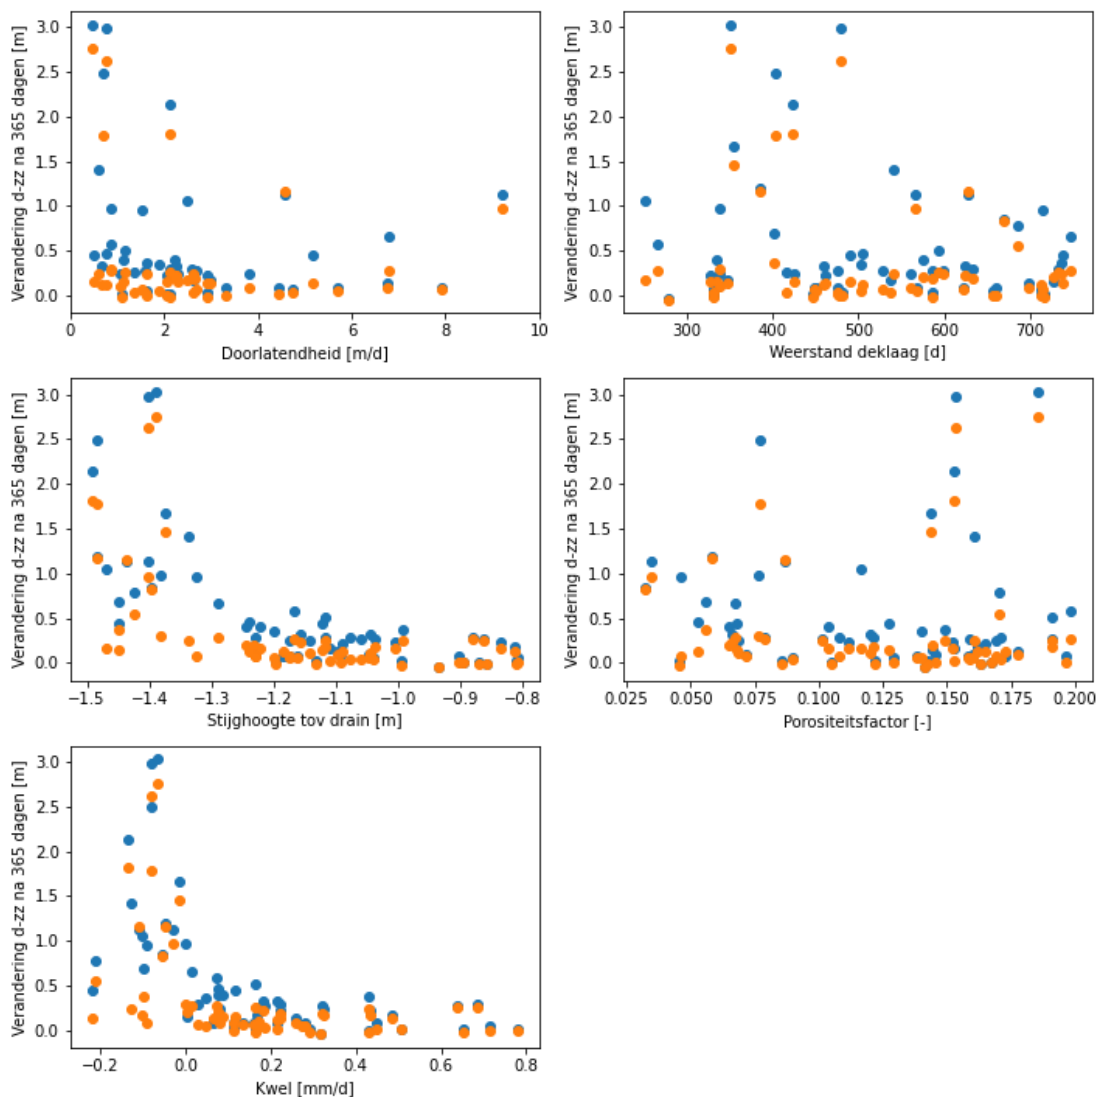 Verandering d-zz na 365 dagen [m]
3.0
2.5
2.0
1.5
1.0
0.5
0.0
0 2 4 6 8 10
Doorlatendheid [m/d]
Verandering d-zz na 365 dagen [m]
3.0
2.5
2.0
1.5
1.0
0.5
0.0
300 400 500 600 700
Weerstand deklaag [d]
Verandering d-zz na 365 dagen [m]
3.0
2.5
2.0
1.5
1.0
0.5
0.0
−1.5 −1.4 −1.3 −1.2 −1.1 −1.0 −0.9 −0.8
Stijghoogte tov drain [m]
Verandering d-zz na 365 dagen [m]
3.0
2.5
2.0
1.5
1.0
0.5
0.0
0.025 0.050 0.075 0.100 0.125 0.150 0.175 0.200
Porositeitsfactor [-]
Verandering d-zz na 365 dagen [m]
3.0
2.5
2.0
1.5
1.0
0.5
0.0
−0.2 0.0 0.2 0.4 0.6 0.8
Kwel [mm/d]